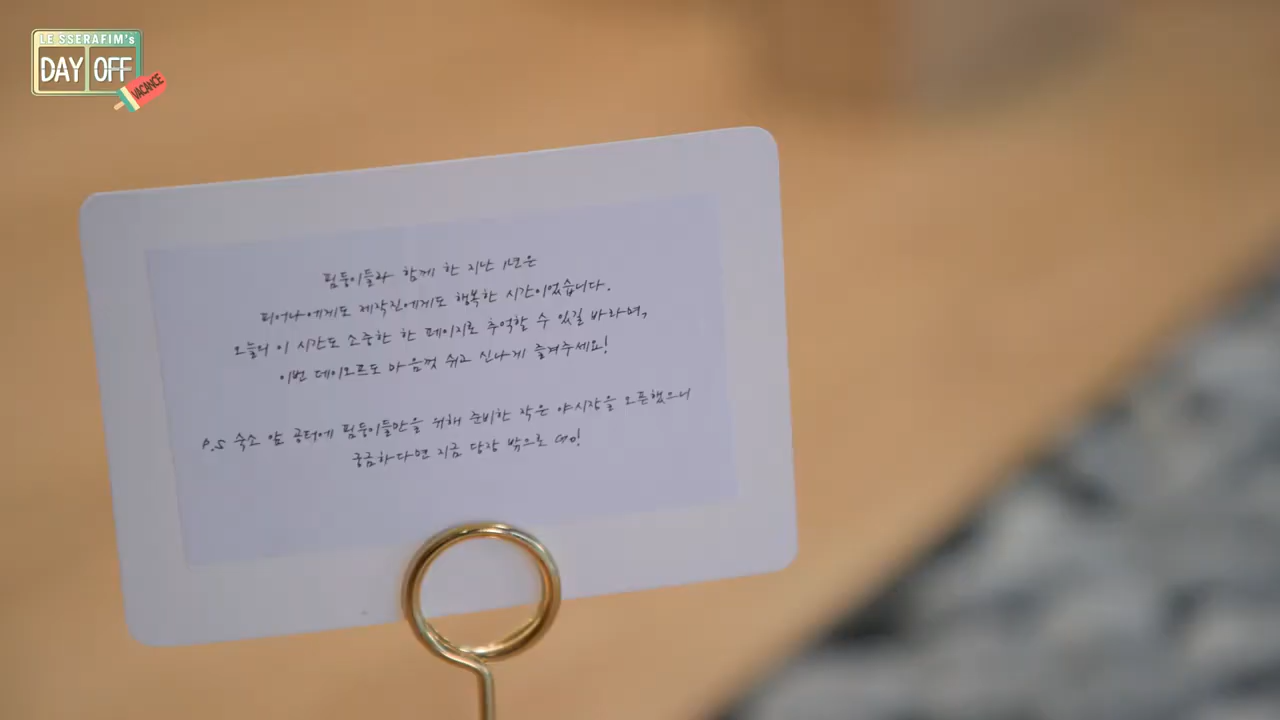 LE SSERAFIM's
DAY OFF
VACANCE
핌둥이들과 함께 한 지난 1년은
피어나에게도 제작진에게도 행복한 시간이었습니다.
오늘의 이 시간도 소중한 한 페이지로 추억할 수 있길 바라며,
이번 데이오프도 마음껏 쉬고 신나게 즐겨주세요!
P.S 숙소 앞 공터에 핌둥이들만을 위해 준비한 작은 야시장을 오픈했으니
궁금하다면 지금 당장 밖으로 GO!